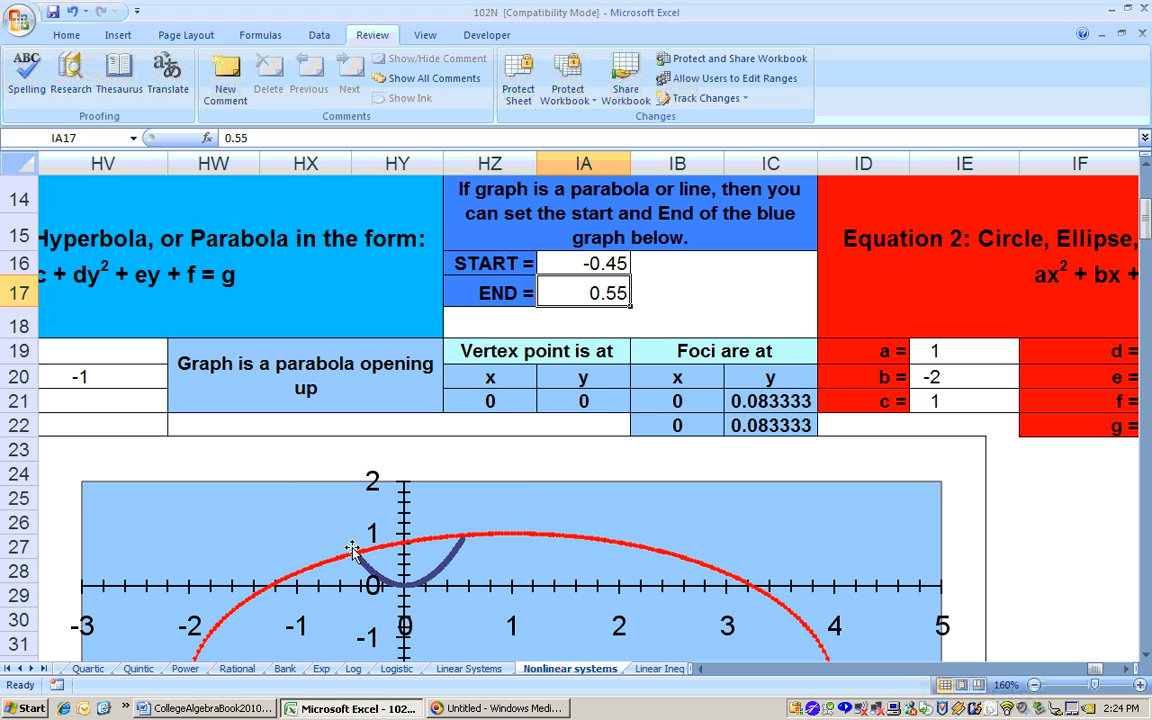 102N [Compatibility Mode] - Microsoft Excel
Home Insert Page Layout Formulas Data Review View Developer
ABC
Spelling Research Thesaurus Translate
New Comment Delete Previous Next
Show/Hide Comment
Show All Comments
Show Ink
Protect Sheet Protect Workbook Share Workbook
Protect and Share Workbook
Allow Users to Edit Ranges
Track Changes
Proofing Comments Changes
IA17 fx 0.55
HV HW HX HY HZ IA IB IC ID IE IF
14
15
16
17
18
19
20
21
22
23
24
25
26
27
28
29
30
31
Hyperbola, or Parabola in the form:
c + dy² + ey + f = g
If graph is a parabola or line, then you
can set the start and End of the blue
graph below.
START = -0.45
END = 0.55
Equation 2: Circle, Ellipse,
ax² + bx +
-1
Graph is a parabola opening
up
Vertex point is at Foci are at
x y x y
0 0 0 0.083333
0 0.083333
a = 1 d =
b = -2 e =
c = 1 f =
g =
2
1
0
-1
-3 -2 -1 0 1 2 3 4 5
Quartic Quintic Power Rational Bank Exp Log Logistic Linear Systems Nonlinear systems Linear Ineq
Ready 160%
Start CollegeAlgebraBook2010... Microsoft Excel - 102... Untitled - Windows Medi... 2:24 PM